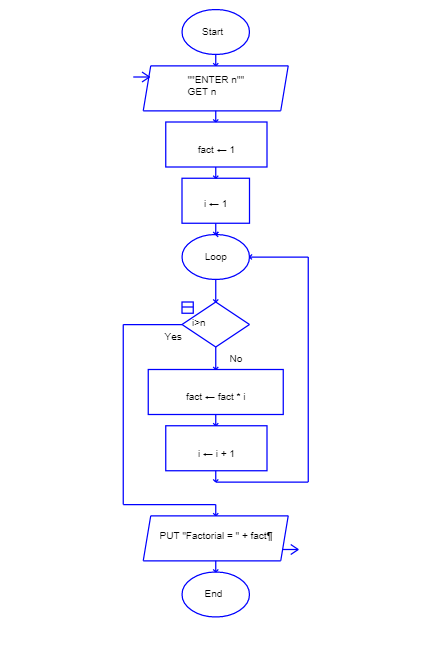 Start
""ENTER n""
GET n
fact ← 1
i ← 1
Loop
i>n
Yes
No
fact ← fact * i
i ← i + 1
PUT "Factorial = " + fact¶
End